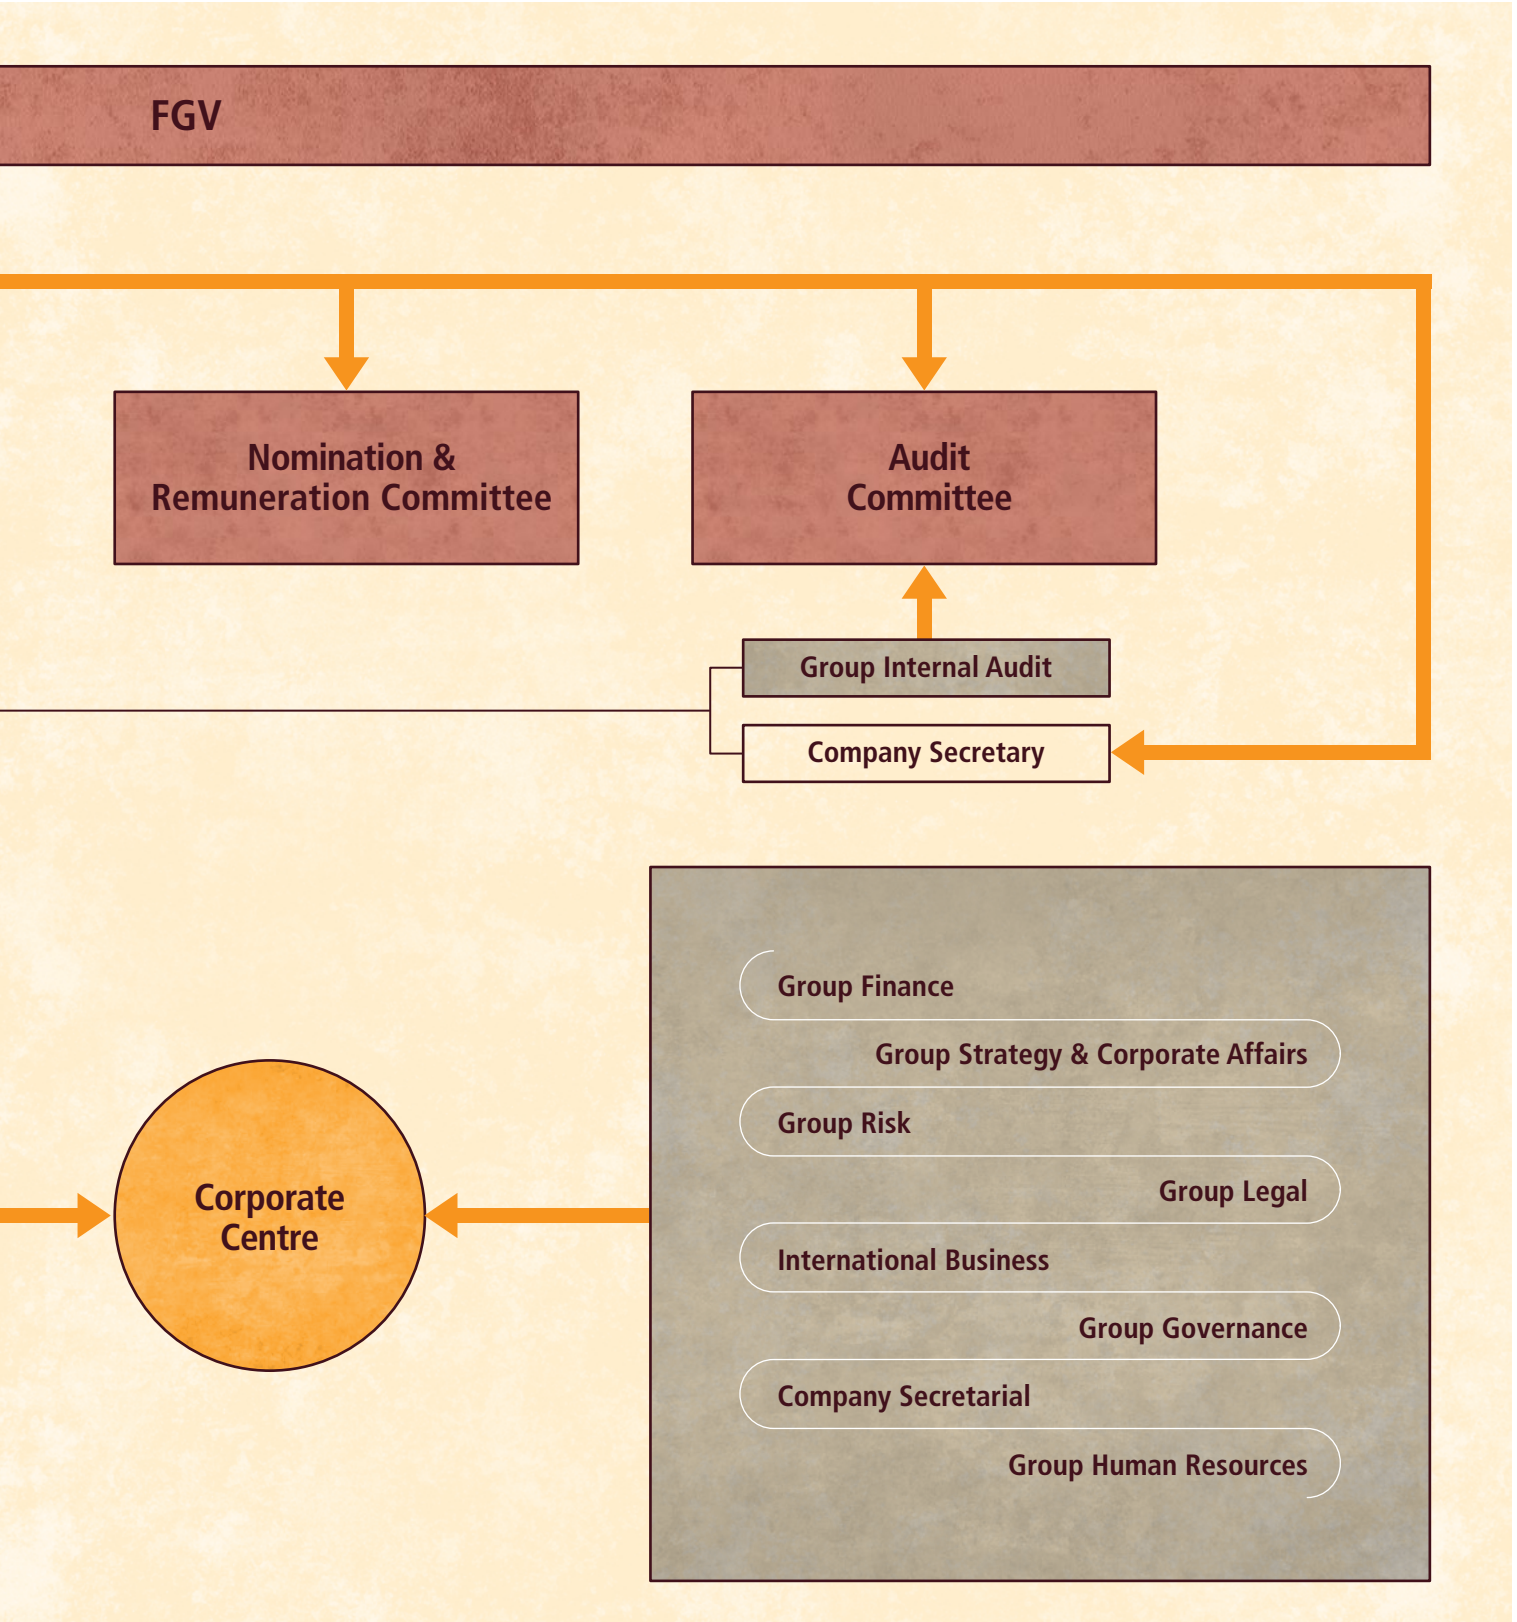 FGV
Nomination &
Remuneration Committee
Audit
Committee
Group Internal Audit
Company Secretary
Corporate
Centre
Group Finance
Group Strategy & Corporate Affairs
Group Risk
Group Legal
International Business
Group Governance
Company Secretarial
Group Human Resources